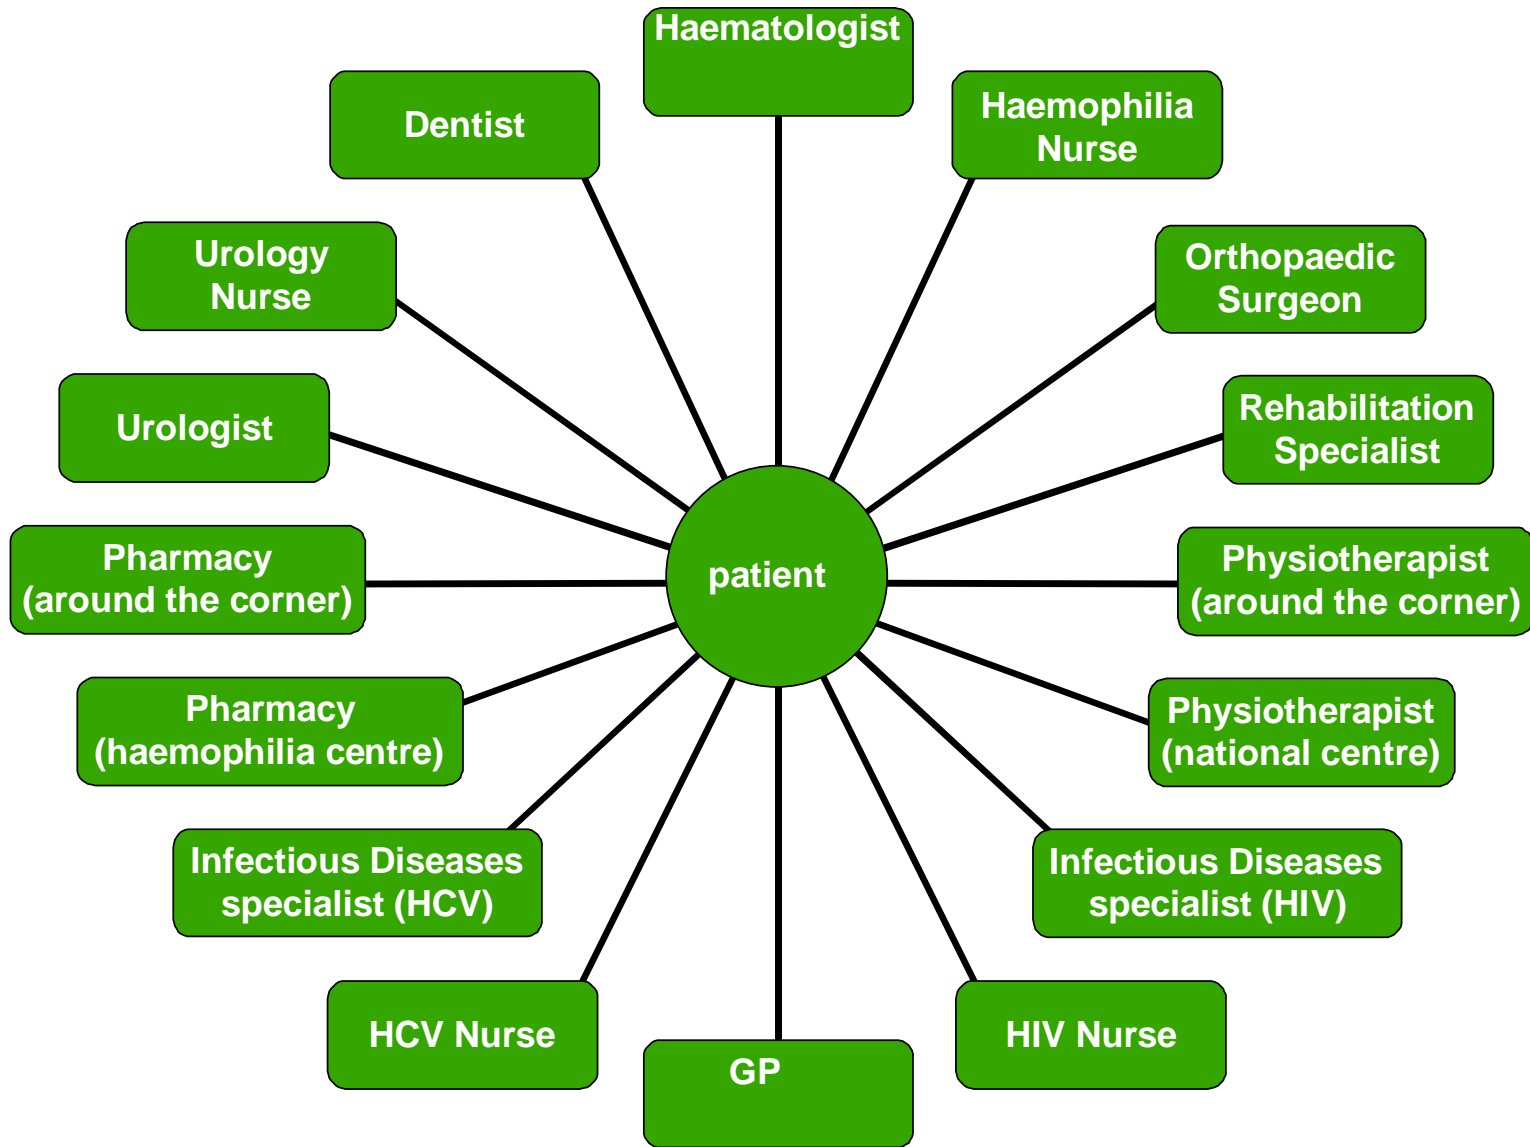 Haematologist
Dentist
Haemophilia
Nurse
Urology
Nurse
Orthopaedic
Surgeon
Urologist
Rehabilitation
Specialist
Pharmacy
(around the corner)
patient
Physiotherapist
(around the corner)
Pharmacy
(haemophilia centre)
Physiotherapist
(national centre)
Infectious Diseases
specialist (HCV)
Infectious Diseases
specialist (HIV)
HCV Nurse
HIV Nurse
GP